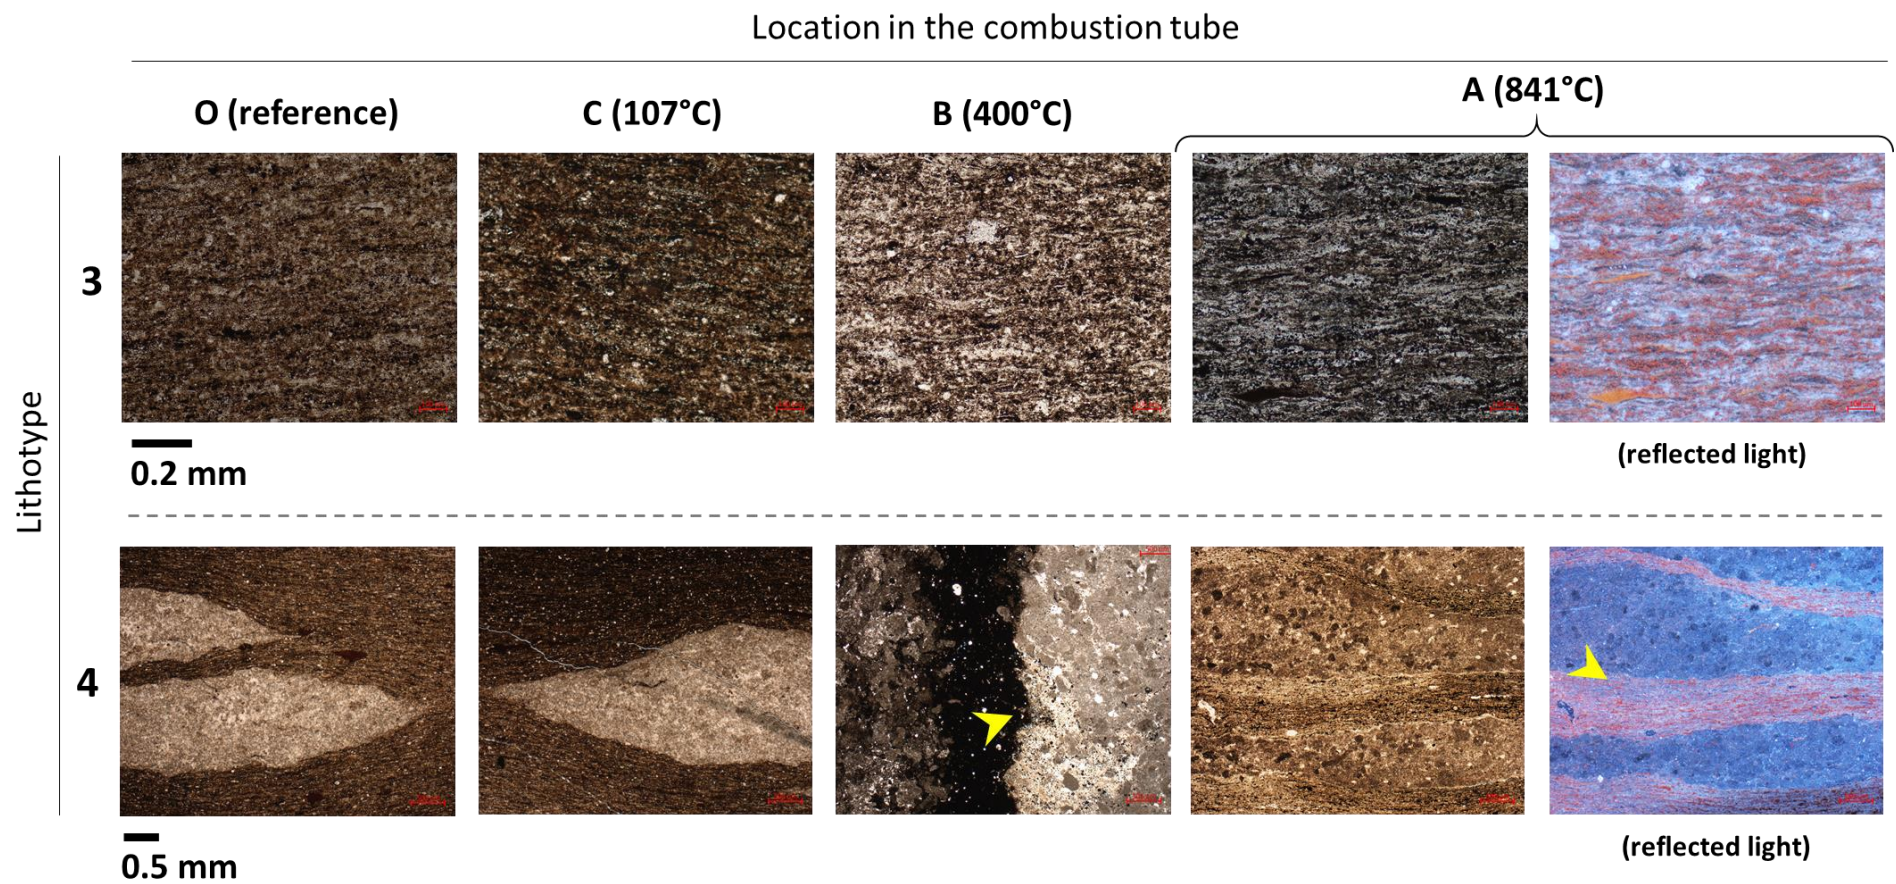 Location in the combustion tube
O (reference)
C (107°C)
B (400°C)
A (841°C)
Lithotype
3
0.2 mm
(reflected light)
4
0.5 mm
(reflected light)